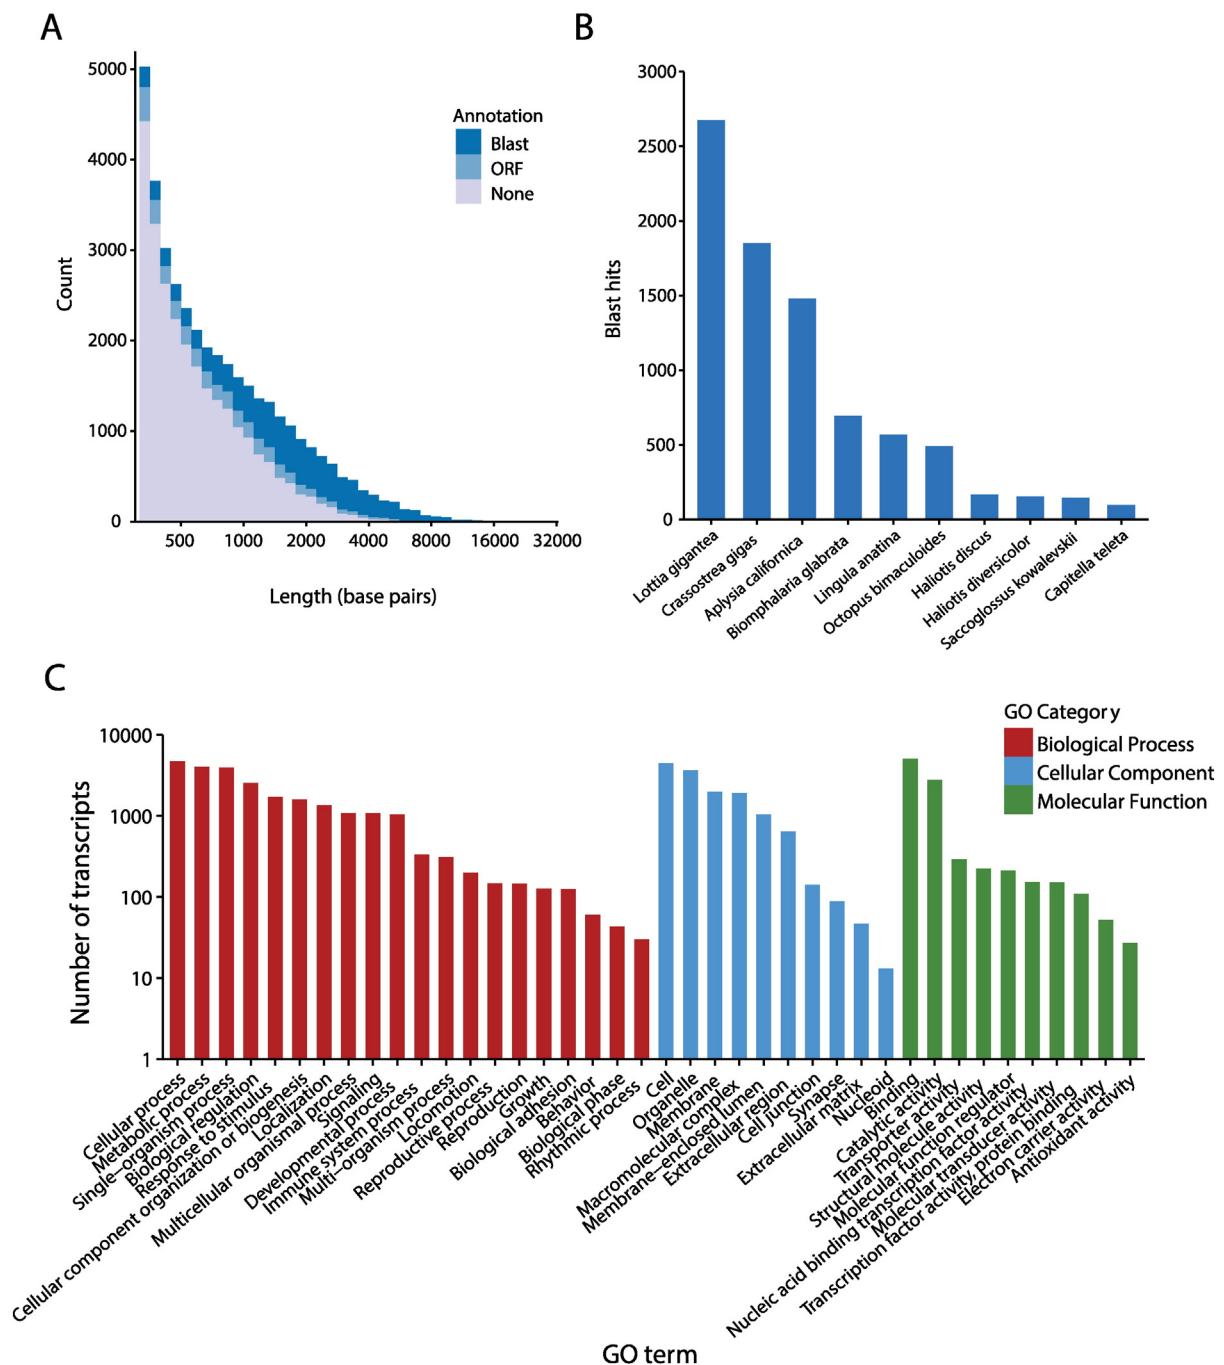 A
5000
4000
3000
2000
1000
0
Count
Annotation
Blast
ORF
None
500
1000
2000
4000
8000
16000
32000
Length (base pairs)
B
3000
2500
2000
1500
1000
500
0
Blast hits
Lottia gigantea
Crassostrea gigas
Aplysia californica
Biomphalaria glabrata
Lingula anatina
Octopus bimaculoides
Haliotis discus
Haliotis diversicolor
Saccoglossus kowalevskii
Capitella teleta
C
GO Category
Biological Process
Cellular Component
Molecular Function
10000
1000
100
10
1
Number of transcripts
Cellular process
Metabolic process
Single–organism process
Biological regulation
Response to stimulus
Cellular component organization or biogenesis
Localization
Multicellular organismal process
Signaling
Developmental process
Immune system process
Multi–organism process
Locomotion
Reproductive process
Reproduction
Growth
Biological adhesion
Behavior
Biological phase
Rhythmic process
Cell
Organelle
Membrane
Macromolecular complex
Membrane–enclosed lumen
Extracellular region
Cell junction
Synapse
Extracellular matrix
Nucleoid
Binding
Catalytic activity
Transporter activity
Structural molecule activity
Molecular function regulator
Nucleic acid binding transcription factor activity
Molecular transducer activity
Transcription factor activity, protein binding
Electron carrier activity
Antioxidant activity
GO term